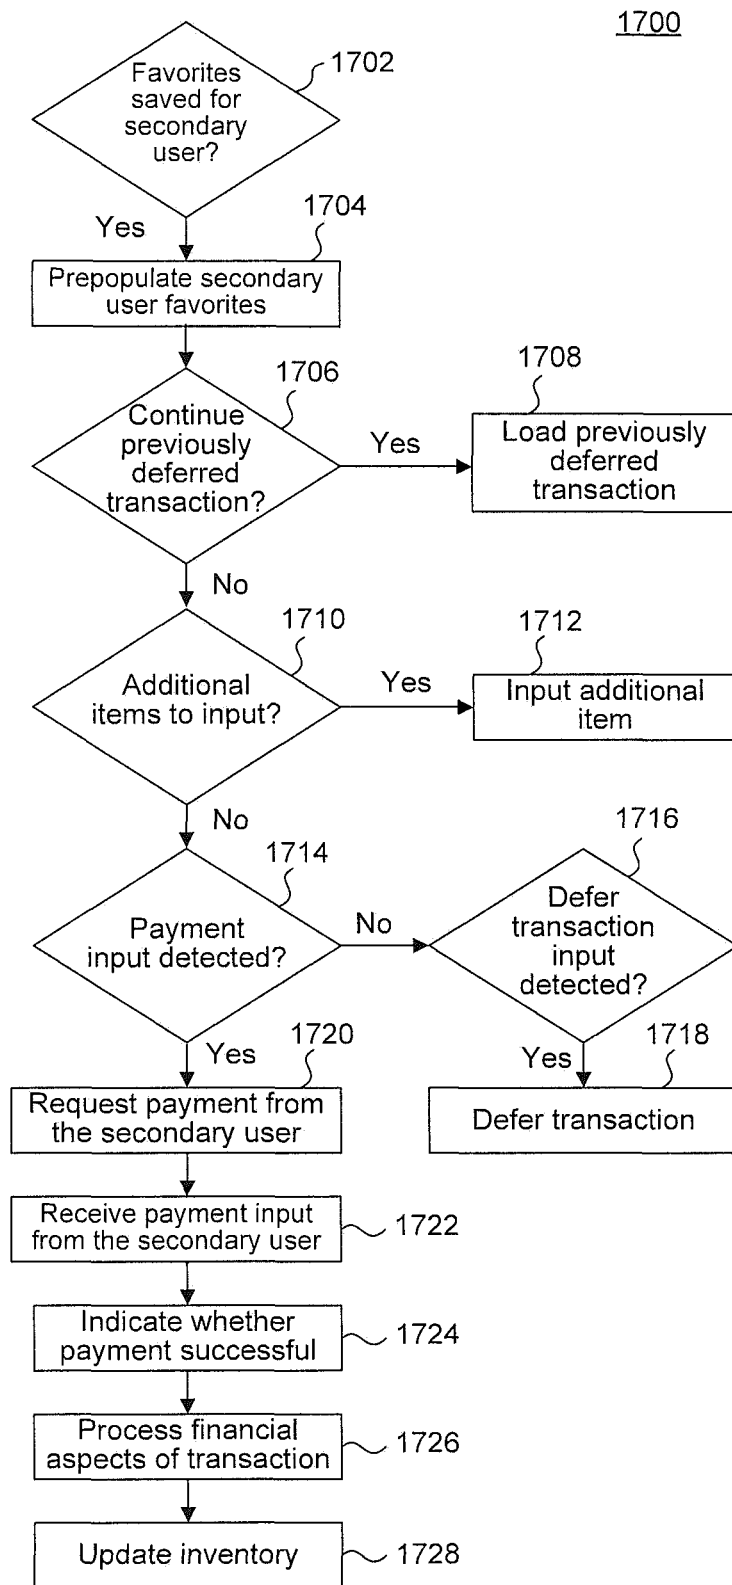 1700
Favorites
saved for
secondary
user?
1702
Yes
1704
Prepopulate secondary
user favorites
1706
Continue
previously
deferred
transaction?
Yes
1708
Load previously
deferred
transaction
No
1710
Additional
items to input?
Yes
1712
Input additional
item
No
1714
Payment
input detected?
No
1716
Defer
transaction
input
detected?
Yes
1718
Defer transaction
Yes
1720
Request payment from
the secondary user
Receive payment input
from the secondary user
1722
Indicate whether
payment successful
1724
Process financial
aspects of transaction
1726
Update inventory
1728